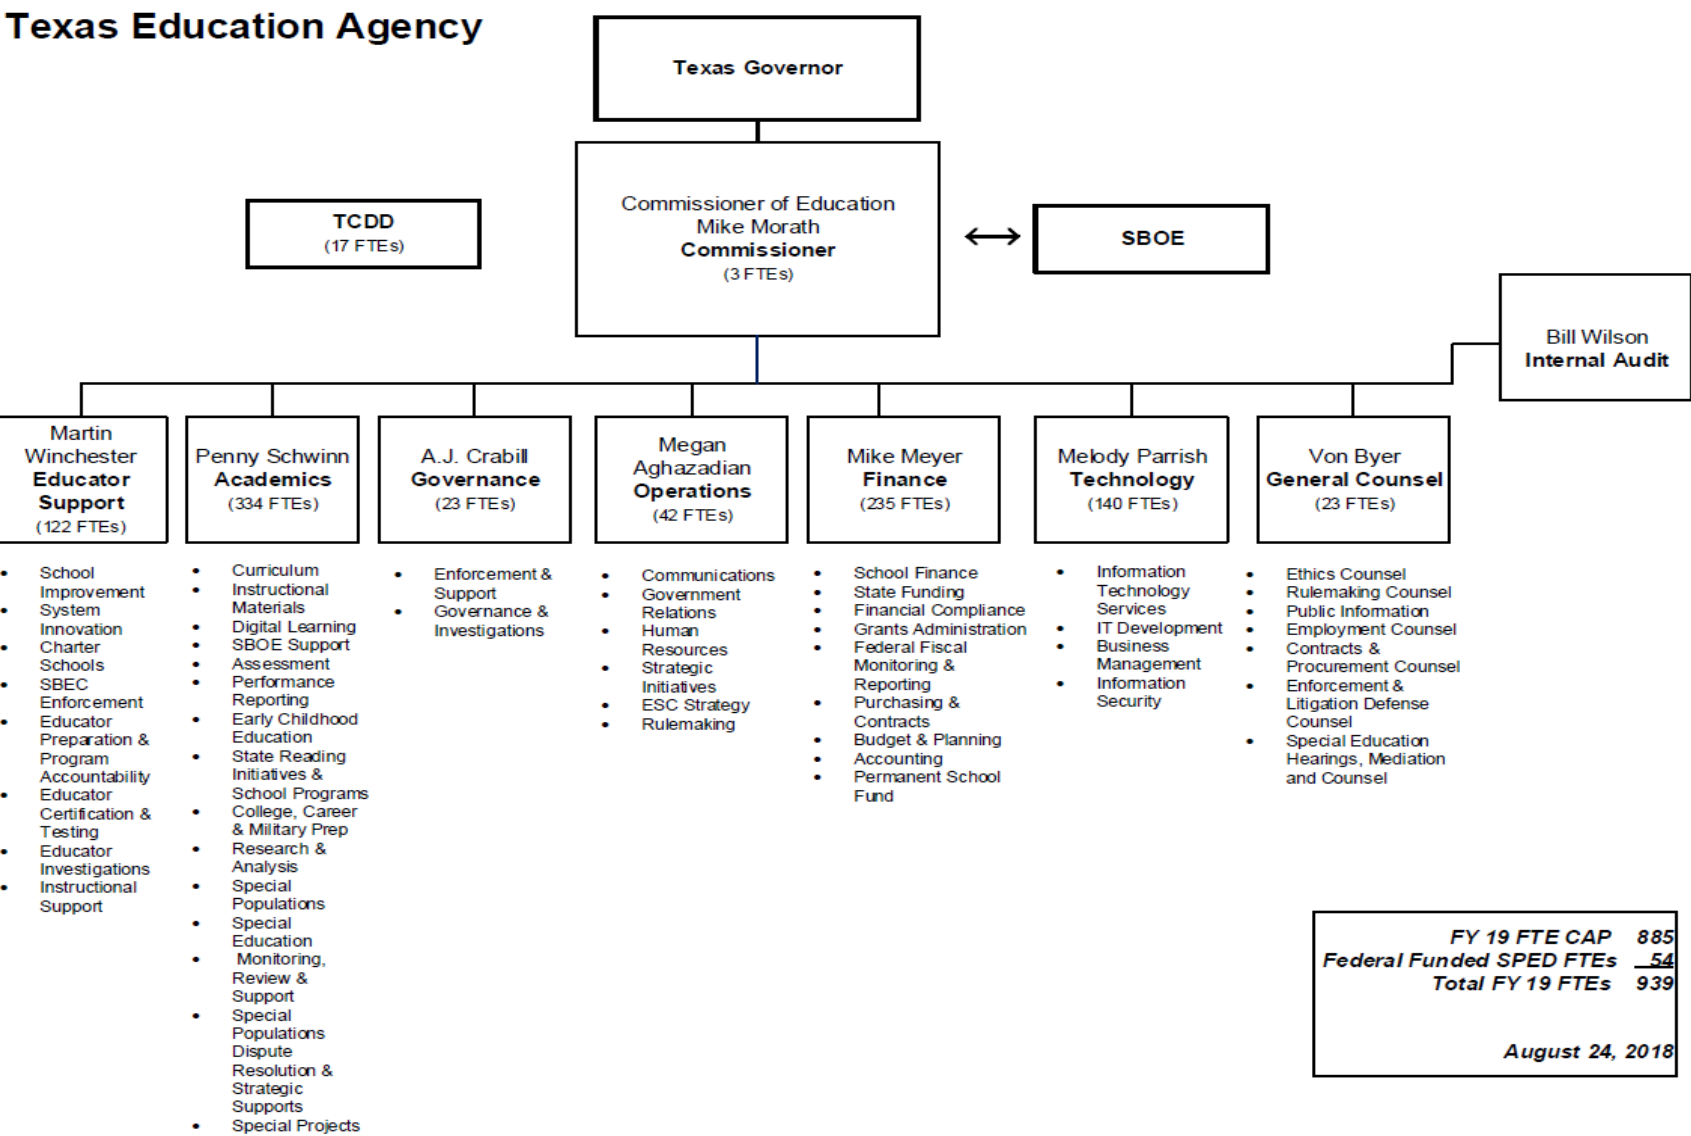 Texas Education Agency
Texas Governor
Commissioner of Education
Mike Morath
Commissioner
(3 FTEs)
TCDD
(17 FTEs)
SBOE
Bill Wilson
Internal Audit
Martin
Winchester
Educator
Support
(122 FTEs)
Penny Schwinn
Academics
(334 FTEs)
A.J. Crabill
Governance
(23 FTEs)
Megan
Aghazadian
Operations
(42 FTEs)
Mike Meyer
Finance
(235 FTEs)
Melody Parrish
Technology
(140 FTEs)
Von Byer
General Counsel
(23 FTEs)
• School
Improvement
• System
Innovation
• Charter
Schools
• SBEC
Enforcement
• Educator
Preparation &
Program
Accountability
• Educator
Certification &
Testing
• Educator
Investigations
• Instructional
Support
• Curriculum
• Instructional
Materials
• Digital Learning
• SBOE Support
• Assessment
• Performance
Reporting
• Early Childhood
Education
• State Reading
Initiatives &
School Programs
• College, Career
& Military Prep
• Research &
Analysis
• Special
Populations
• Special
Education
• Monitoring,
Review &
Support
• Special
Populations
Dispute
Resolution &
Strategic
Supports
• Special Projects
• Enforcement &
Support
• Governance &
Investigations
• Communications
• Government
Relations
• Human
Resources
• Strategic
Initiatives
• ESC Strategy
• Rulemaking
• School Finance
• State Funding
• Financial Compliance
• Grants Administration
• Federal Fiscal
Monitoring &
Reporting
• Purchasing &
Contracts
• Budget & Planning
• Accounting
• Permanent School
Fund
• Information
Technology
Services
• IT Development
• Business
Management
• Information
Security
• Ethics Counsel
• Rulemaking Counsel
• Public Information
• Employment Counsel
• Contracts &
Procurement Counsel
• Enforcement &
Litigation Defense
Counsel
• Special Education
Hearings, Mediation
and Counsel
FY 19 FTE CAP 885
Federal Funded SPED FTEs 54
Total FY 19 FTEs 939
August 24, 2018